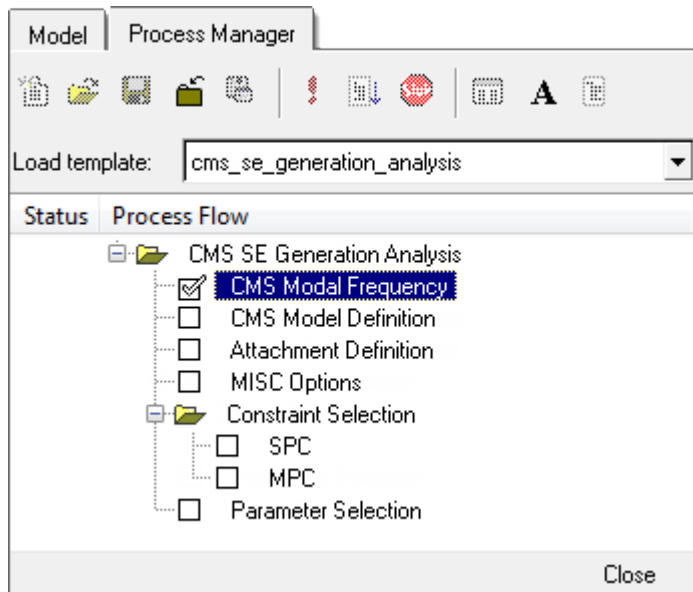 Model Process Manager
STOP A
Load template: cms_se_generation_analysis
Status Process Flow
CMS SE Generation Analysis
CMS Modal Frequency
CMS Model Definition
Attachment Definition
MISC Options
Constraint Selection
SPC
MPC
Parameter Selection
Close